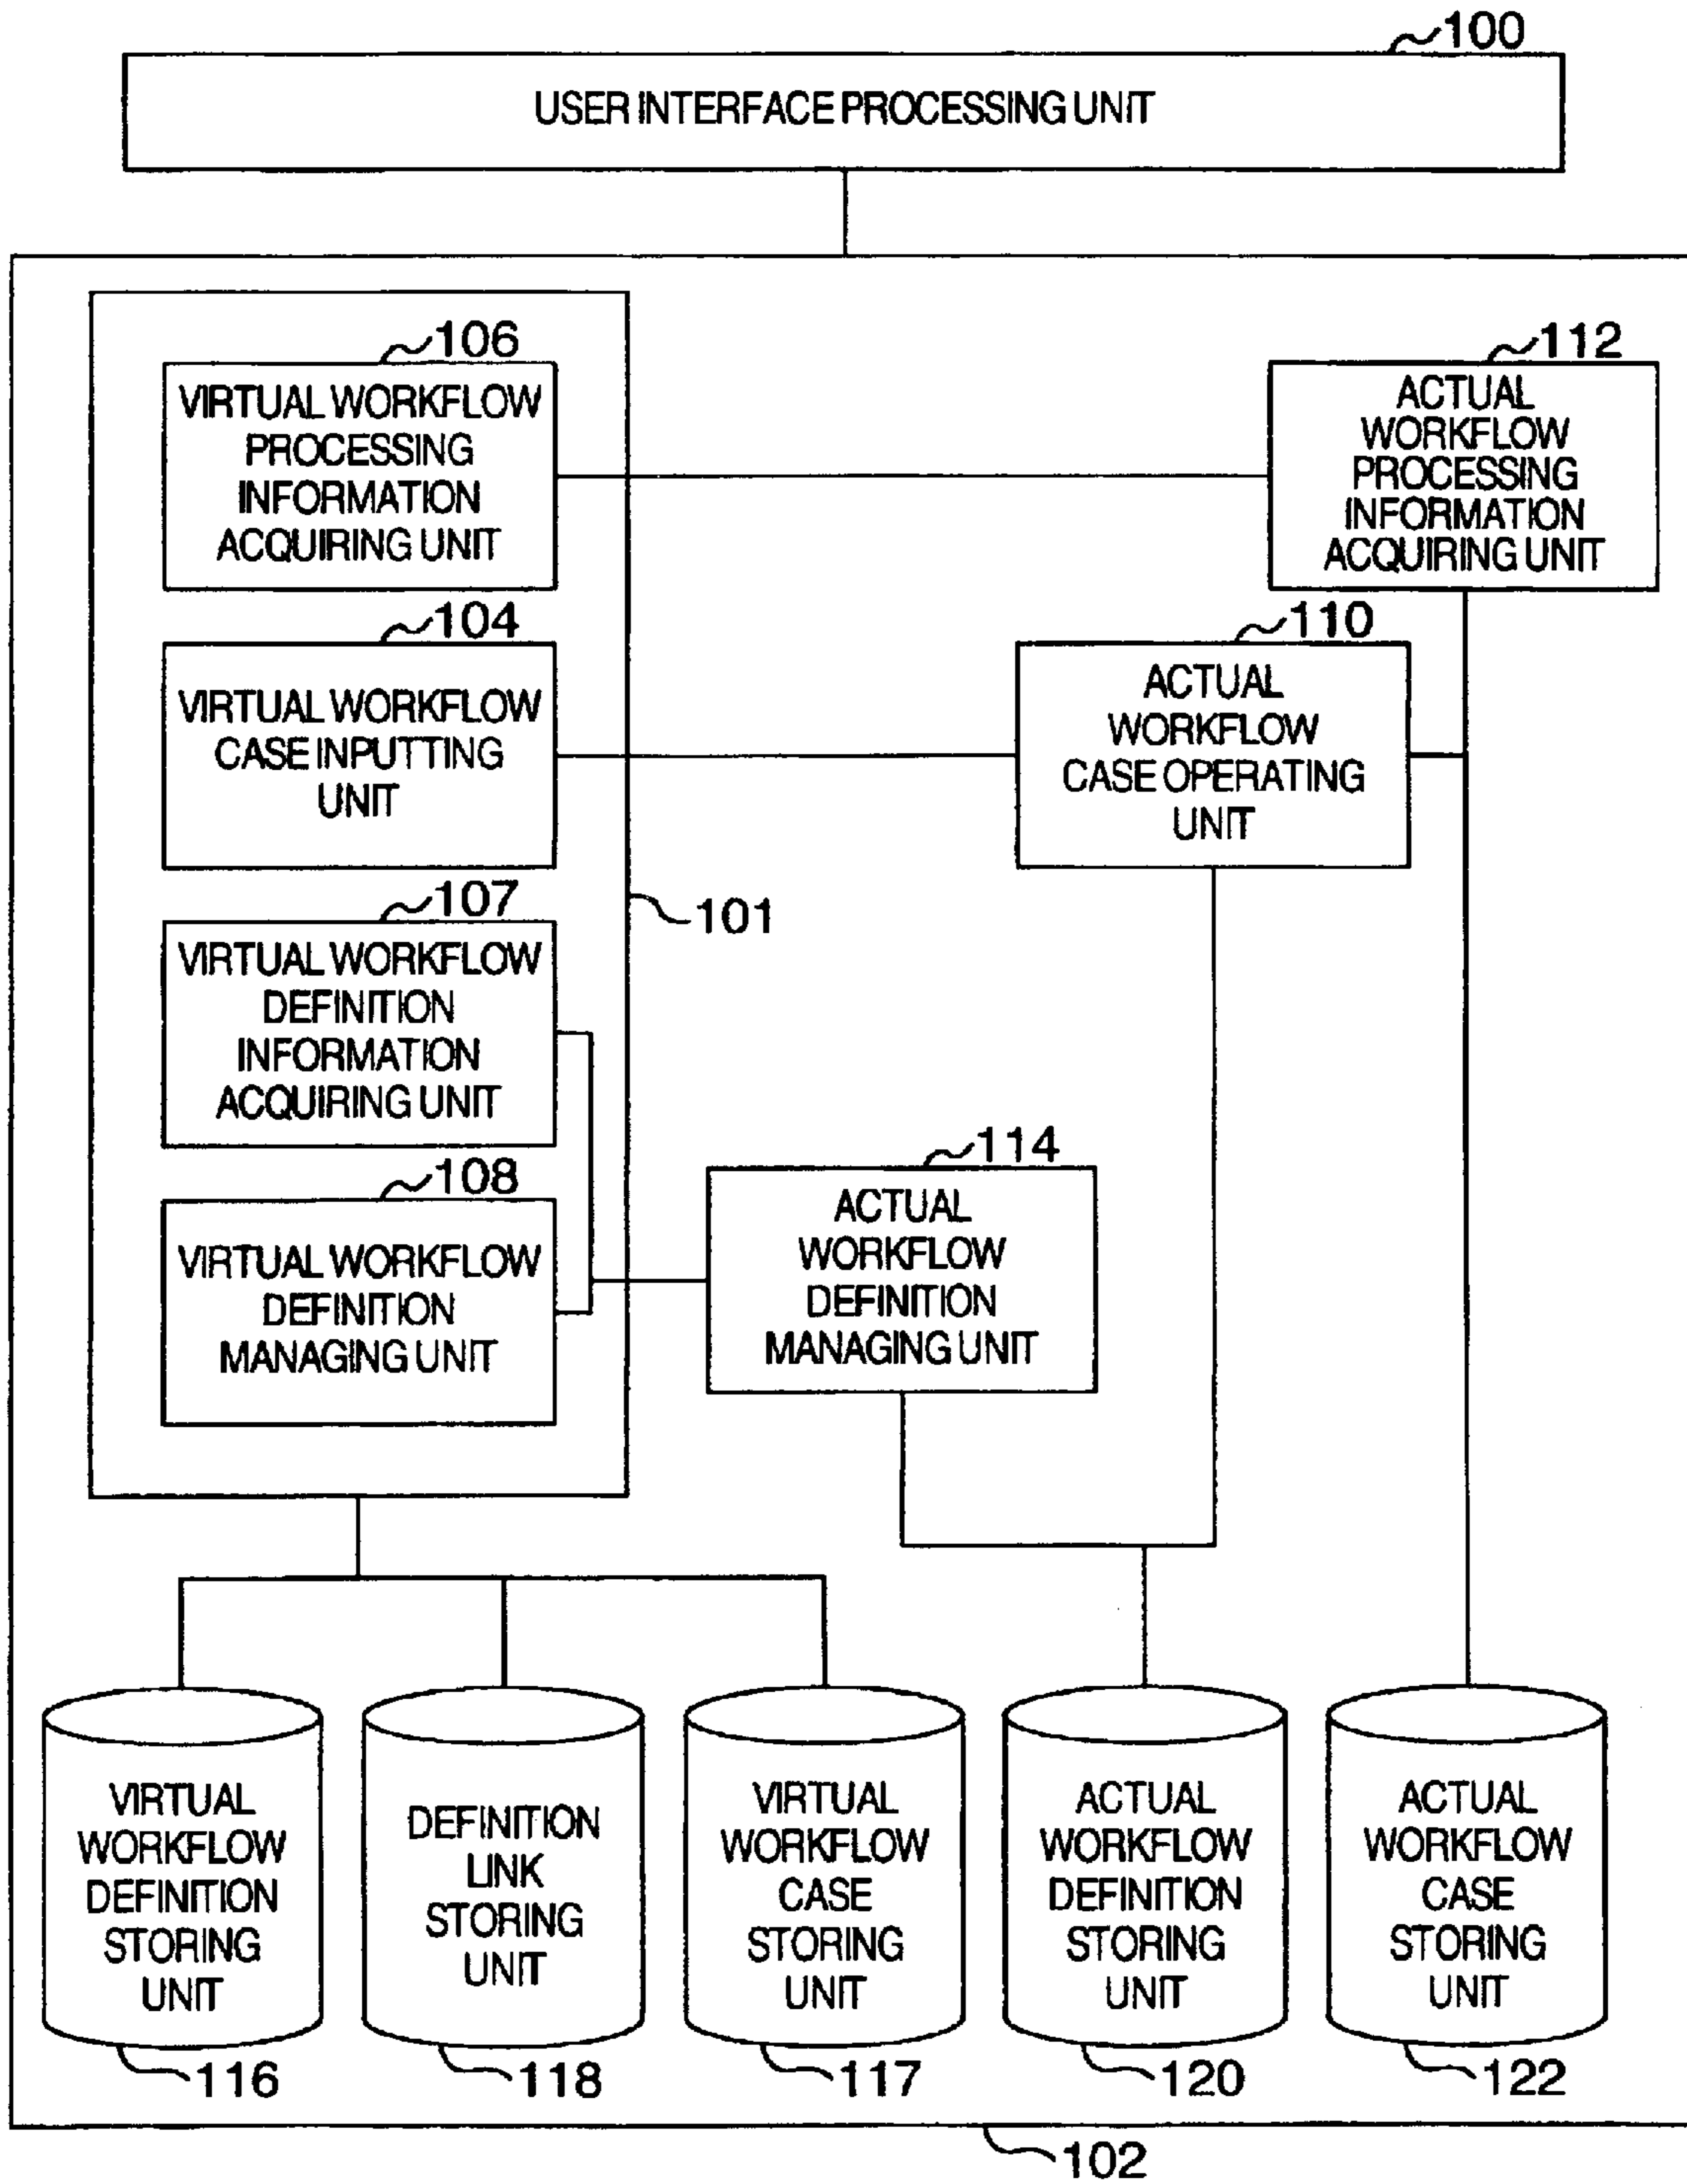 100
USER INTERFACE PROCESSING UNIT
106
VIRTUAL WORKFLOW
PROCESSING
INFORMATION
ACQUIRING UNIT
112
ACTUAL
WORKFLOW
PROCESSING
INFORMATION
ACQUIRING UNIT
104
VIRTUAL WORKFLOW
CASE INPUTTING
UNIT
110
ACTUAL
WORKFLOW
CASE OPERATING
UNIT
101
107
VIRTUAL WORKFLOW
DEFINITION
INFORMATION
ACQUIRING UNIT
108
VIRTUAL WORKFLOW
DEFINITION
MANAGING UNIT
114
ACTUAL
WORKFLOW
DEFINITION
MANAGING UNIT
VIRTUAL
WORKFLOW
DEFINITION
STORING
UNIT
116
DEFINITION
LINK
STORING
UNIT
118
VIRTUAL
WORKFLOW
CASE
STORING
UNIT
117
ACTUAL
WORKFLOW
DEFINITION
STORING
UNIT
120
ACTUAL
WORKFLOW
CASE
STORING
UNIT
122
102